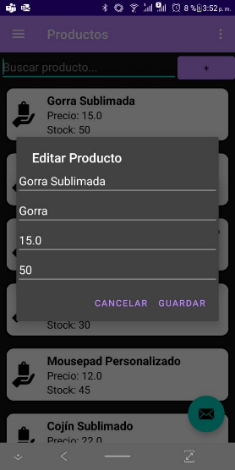 3:52 p. m.
Productos
Buscar producto...
+
Gorra Sublimada
Precio: 15.0
Stock: 50
Editar Producto
Gorra Sublimada
Gorra
15.0
50
CANCELAR GUARDAR
Stock: 30
Mousepad Personalizado
Precio: 12.0
Stock: 45
Cojín Sublimado
Precio: 22.0